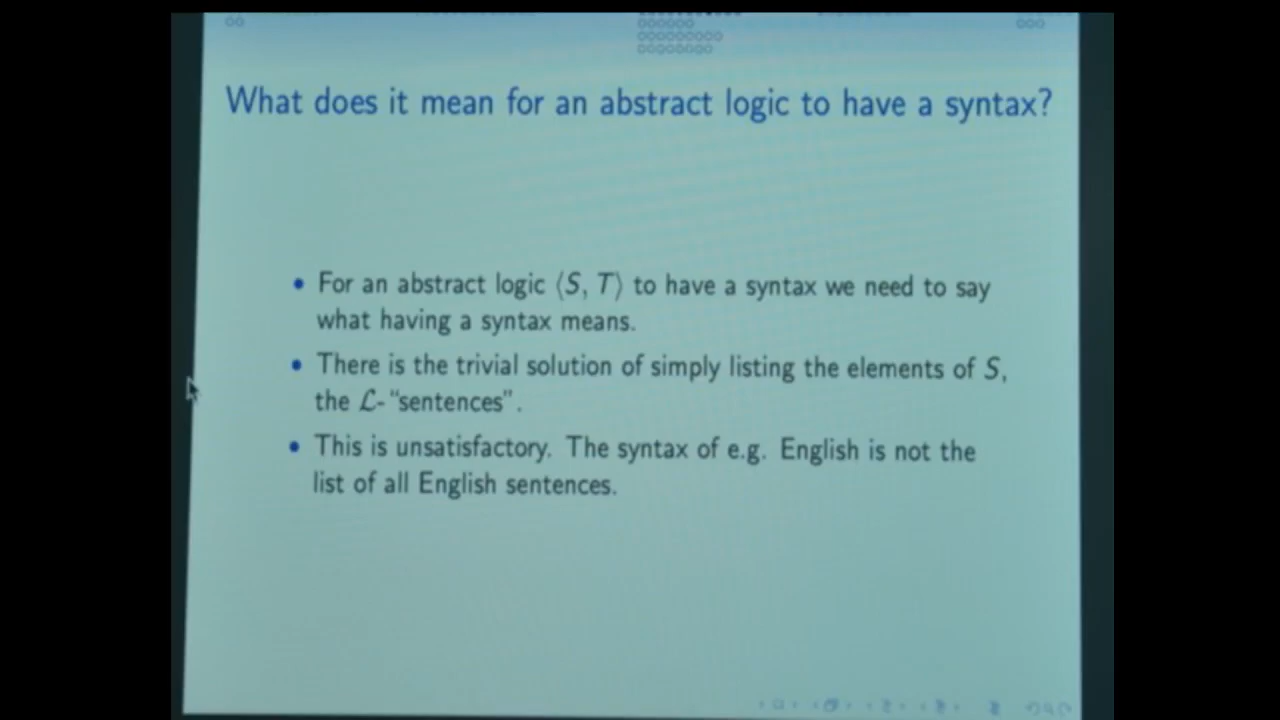 What does it mean for an abstract logic to have a syntax?
• For an abstract logic ⟨S, T⟩ to have a syntax we need to say
what having a syntax means.
• There is the trivial solution of simply listing the elements of S,
the ℒ-"sentences".
• This is unsatisfactory. The syntax of e.g. English is not the
list of all English sentences.